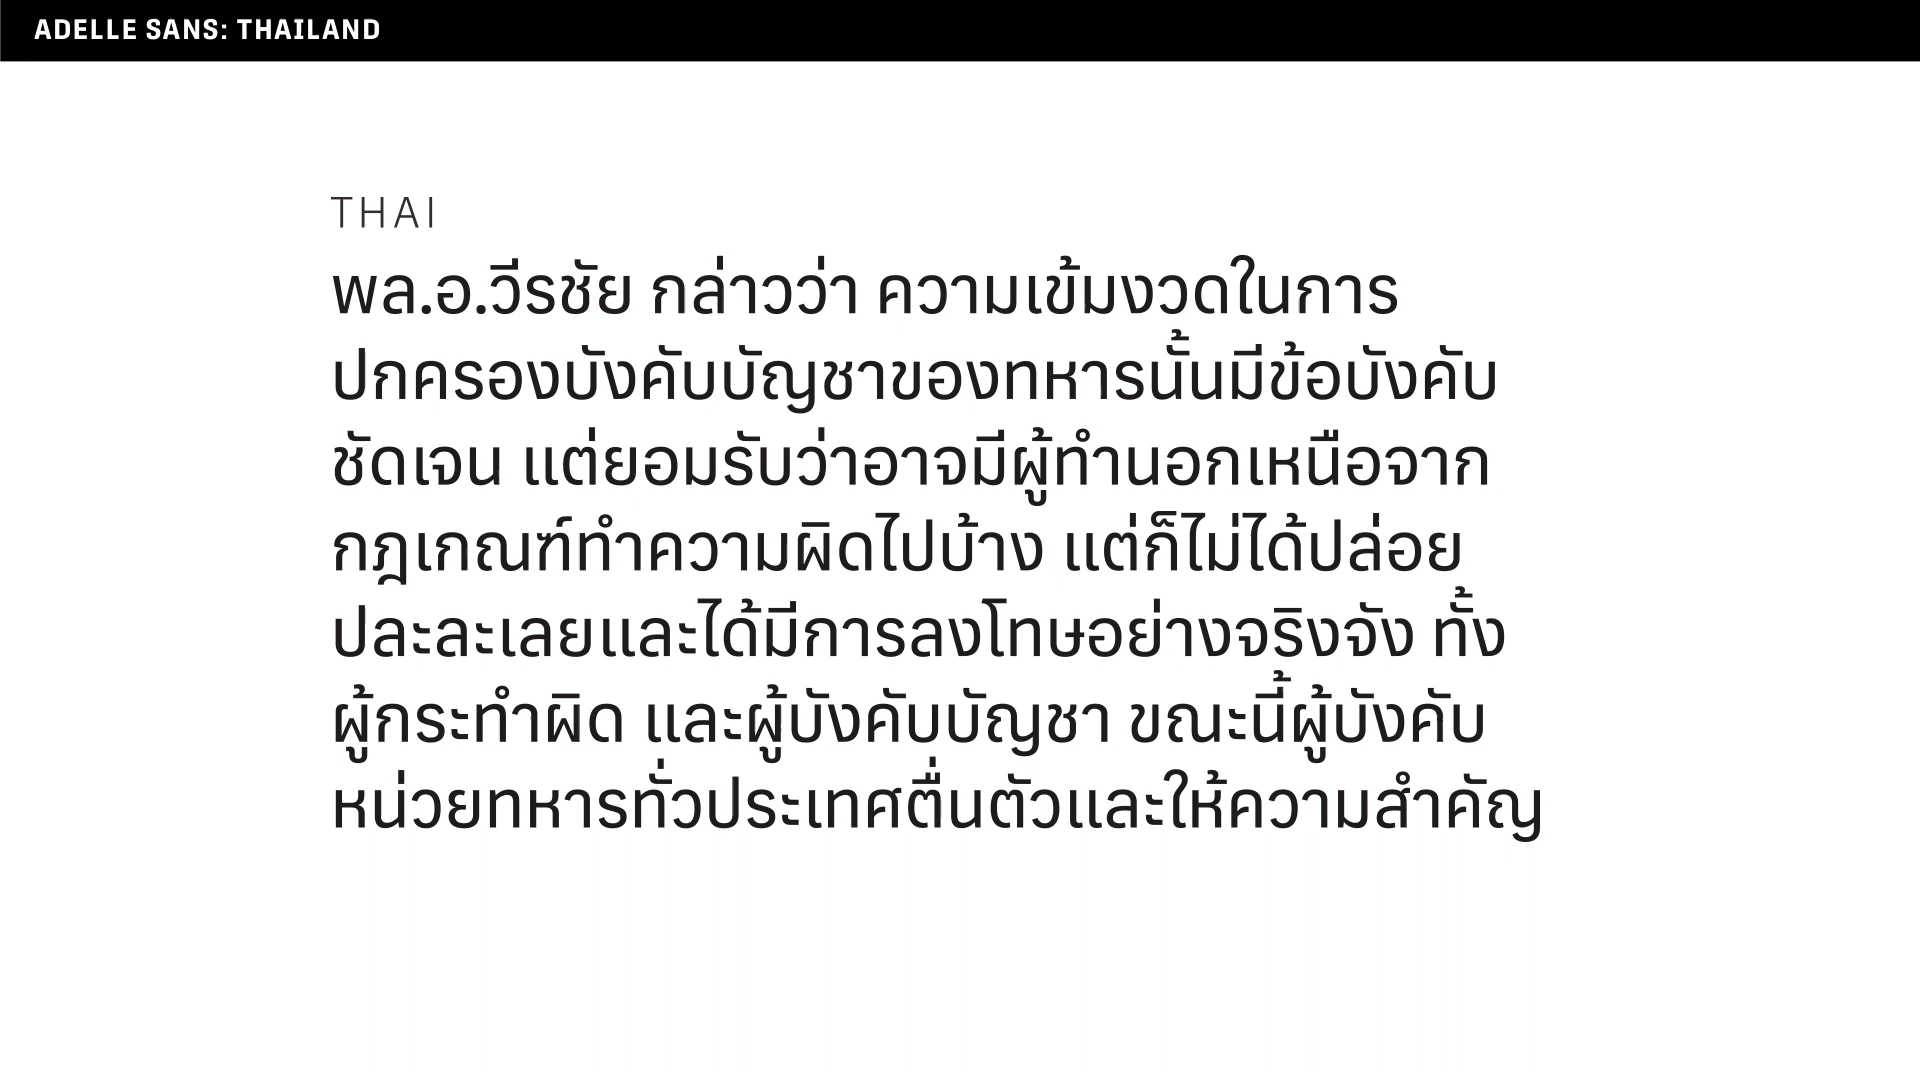 ADELLE SANS: THAILAND
THAI
พล.อ.วีรชัย กล่าวว่า ความเข้มงวดในการ
ปกครองบังคับบัญชาของทหารนั้นมีข้อบังคับ
ชัดเจน แต่ยอมรับว่าอาจมีผู้ทำนอกเหนือจาก
กฎเกณฑ์ทำความผิดไปบ้าง แต่ก็ไม่ได้ปล่อย
ปละละเลยและได้มีการลงโทษอย่างจริงจัง ทั้ง
ผู้กระทำผิด และผู้บังคับบัญชา ขณะนี้ผู้บังคับ
หน่วยทหารทั่วประเทศตื่นตัวและให้ความสำคัญ